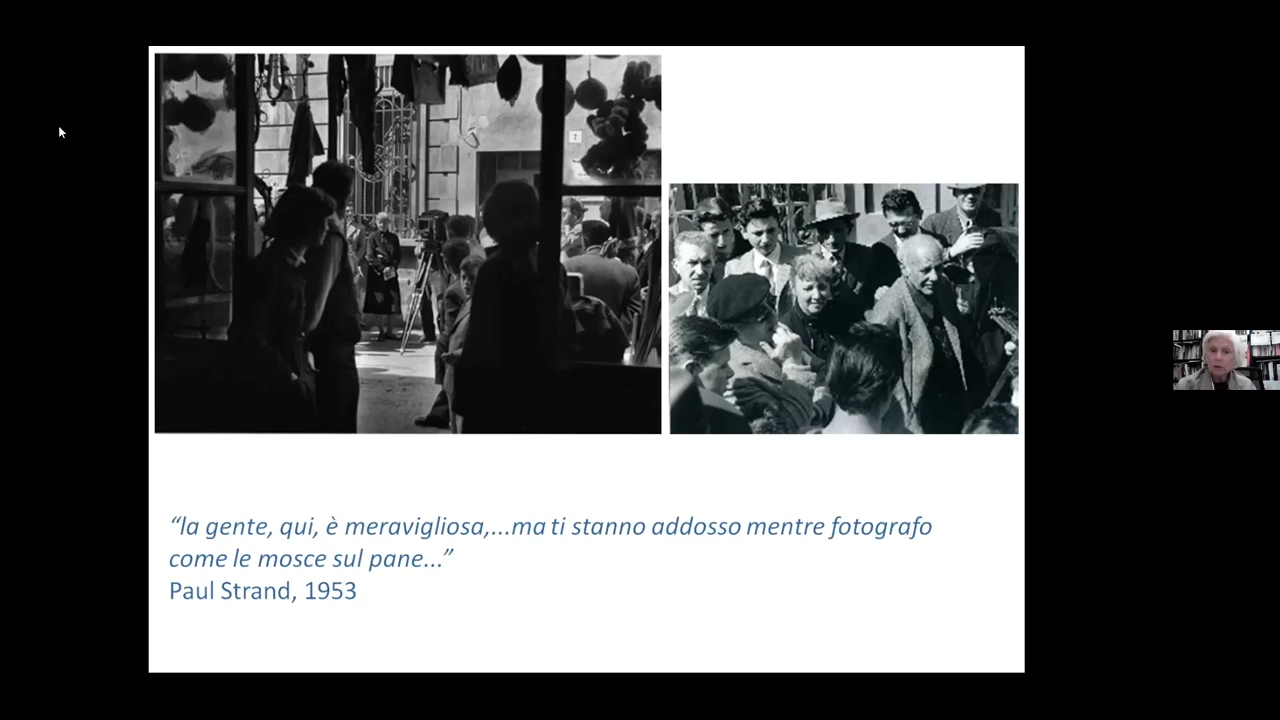 “la gente, qui, è meravigliosa,...ma ti stanno addosso mentre fotografo
come le mosce sul pane...”
Paul Strand, 1953